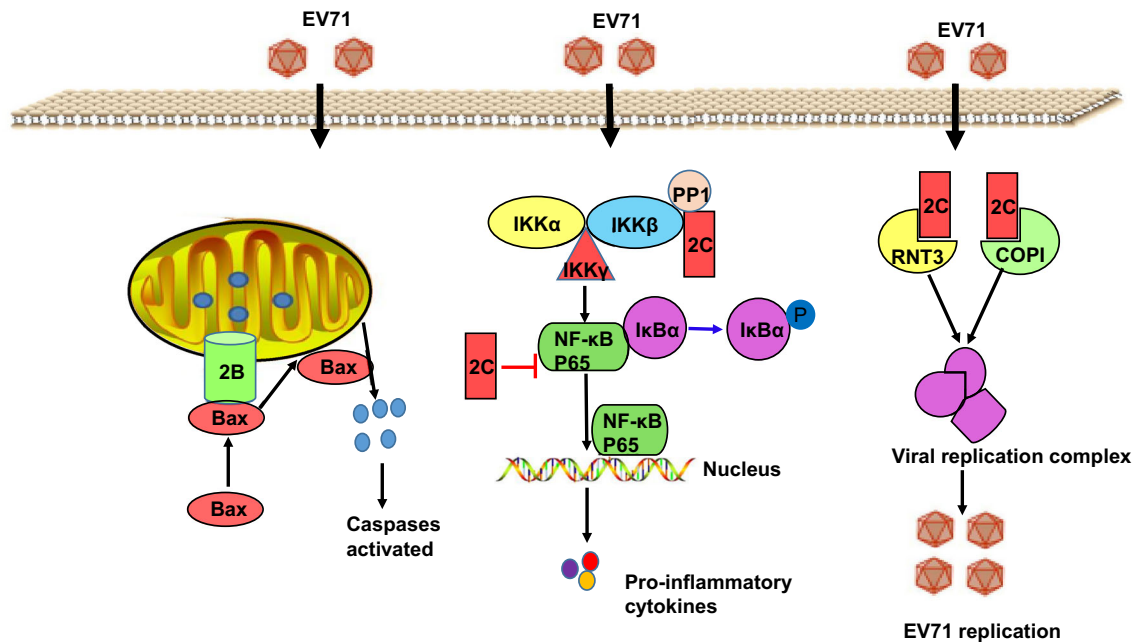 EV71
EV71
EV71
2B
Bax
Bax
Bax
Caspases
activated
IKKα
IKKβ
PP1
2C
IKKγ
2C
NF-κB
P65
IκBα
IκBα
P
NF-κB
P65
Nucleus
Pro-inflammatory
cytokines
2C
2C
RNT3
COPI
Viral replication complex
EV71 replication